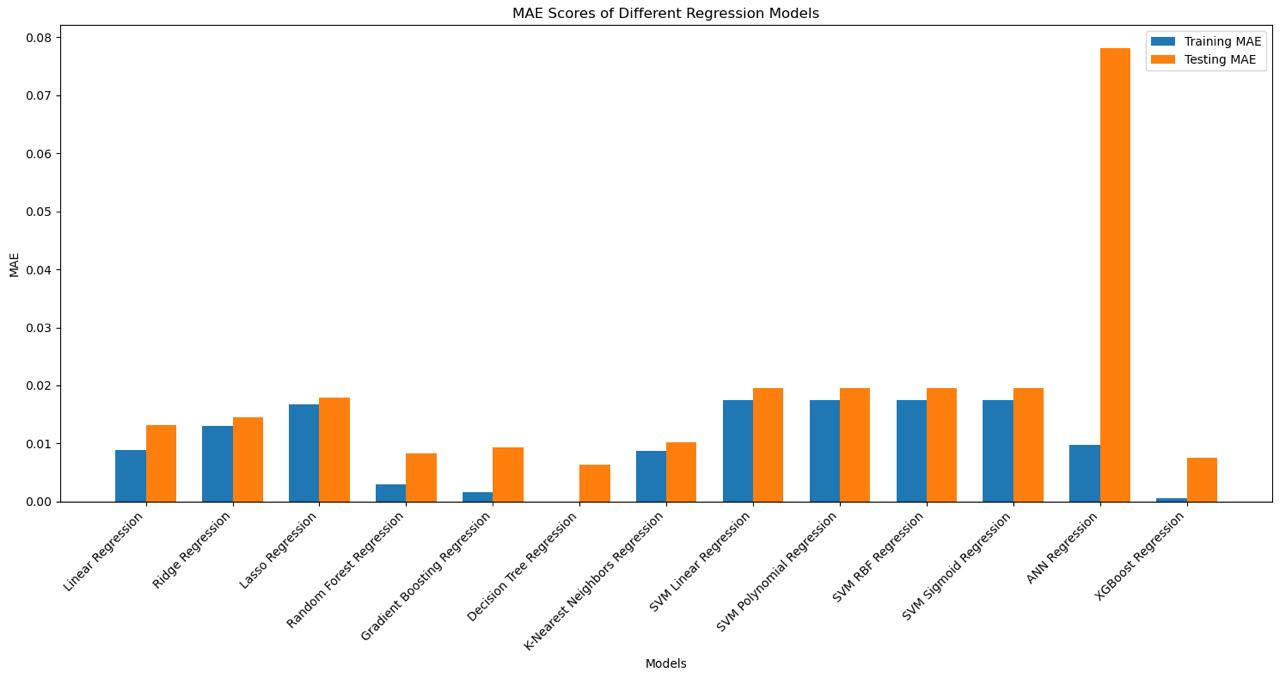 MAE Scores of Different Regression Models
Training MAE
Testing MAE
MAE
0.08
0.07
0.06
0.05
0.04
0.03
0.02
0.01
0.00
Linear Regression
Ridge Regression
Lasso Regression
Random Forest Regression
Gradient Boosting Regression
Decision Tree Regression
K-Nearest Neighbors Regression
SVM Linear Regression
SVM Polynomial Regression
SVM RBF Regression
SVM Sigmoid Regression
ANN Regression
XGBoost Regression
Models